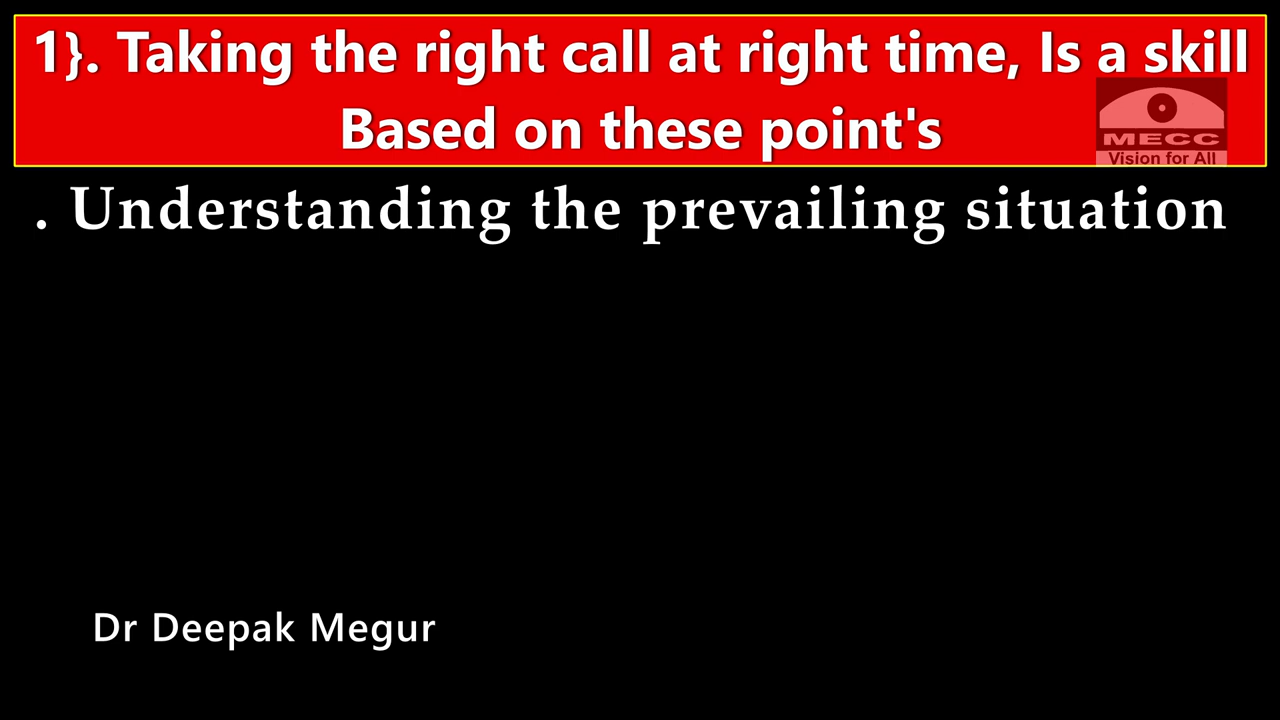 1}. Taking the right call at right time, Is a skill
Based on these point's
MECC
Vision for All
. Understanding the prevailing situation
Dr Deepak Megur